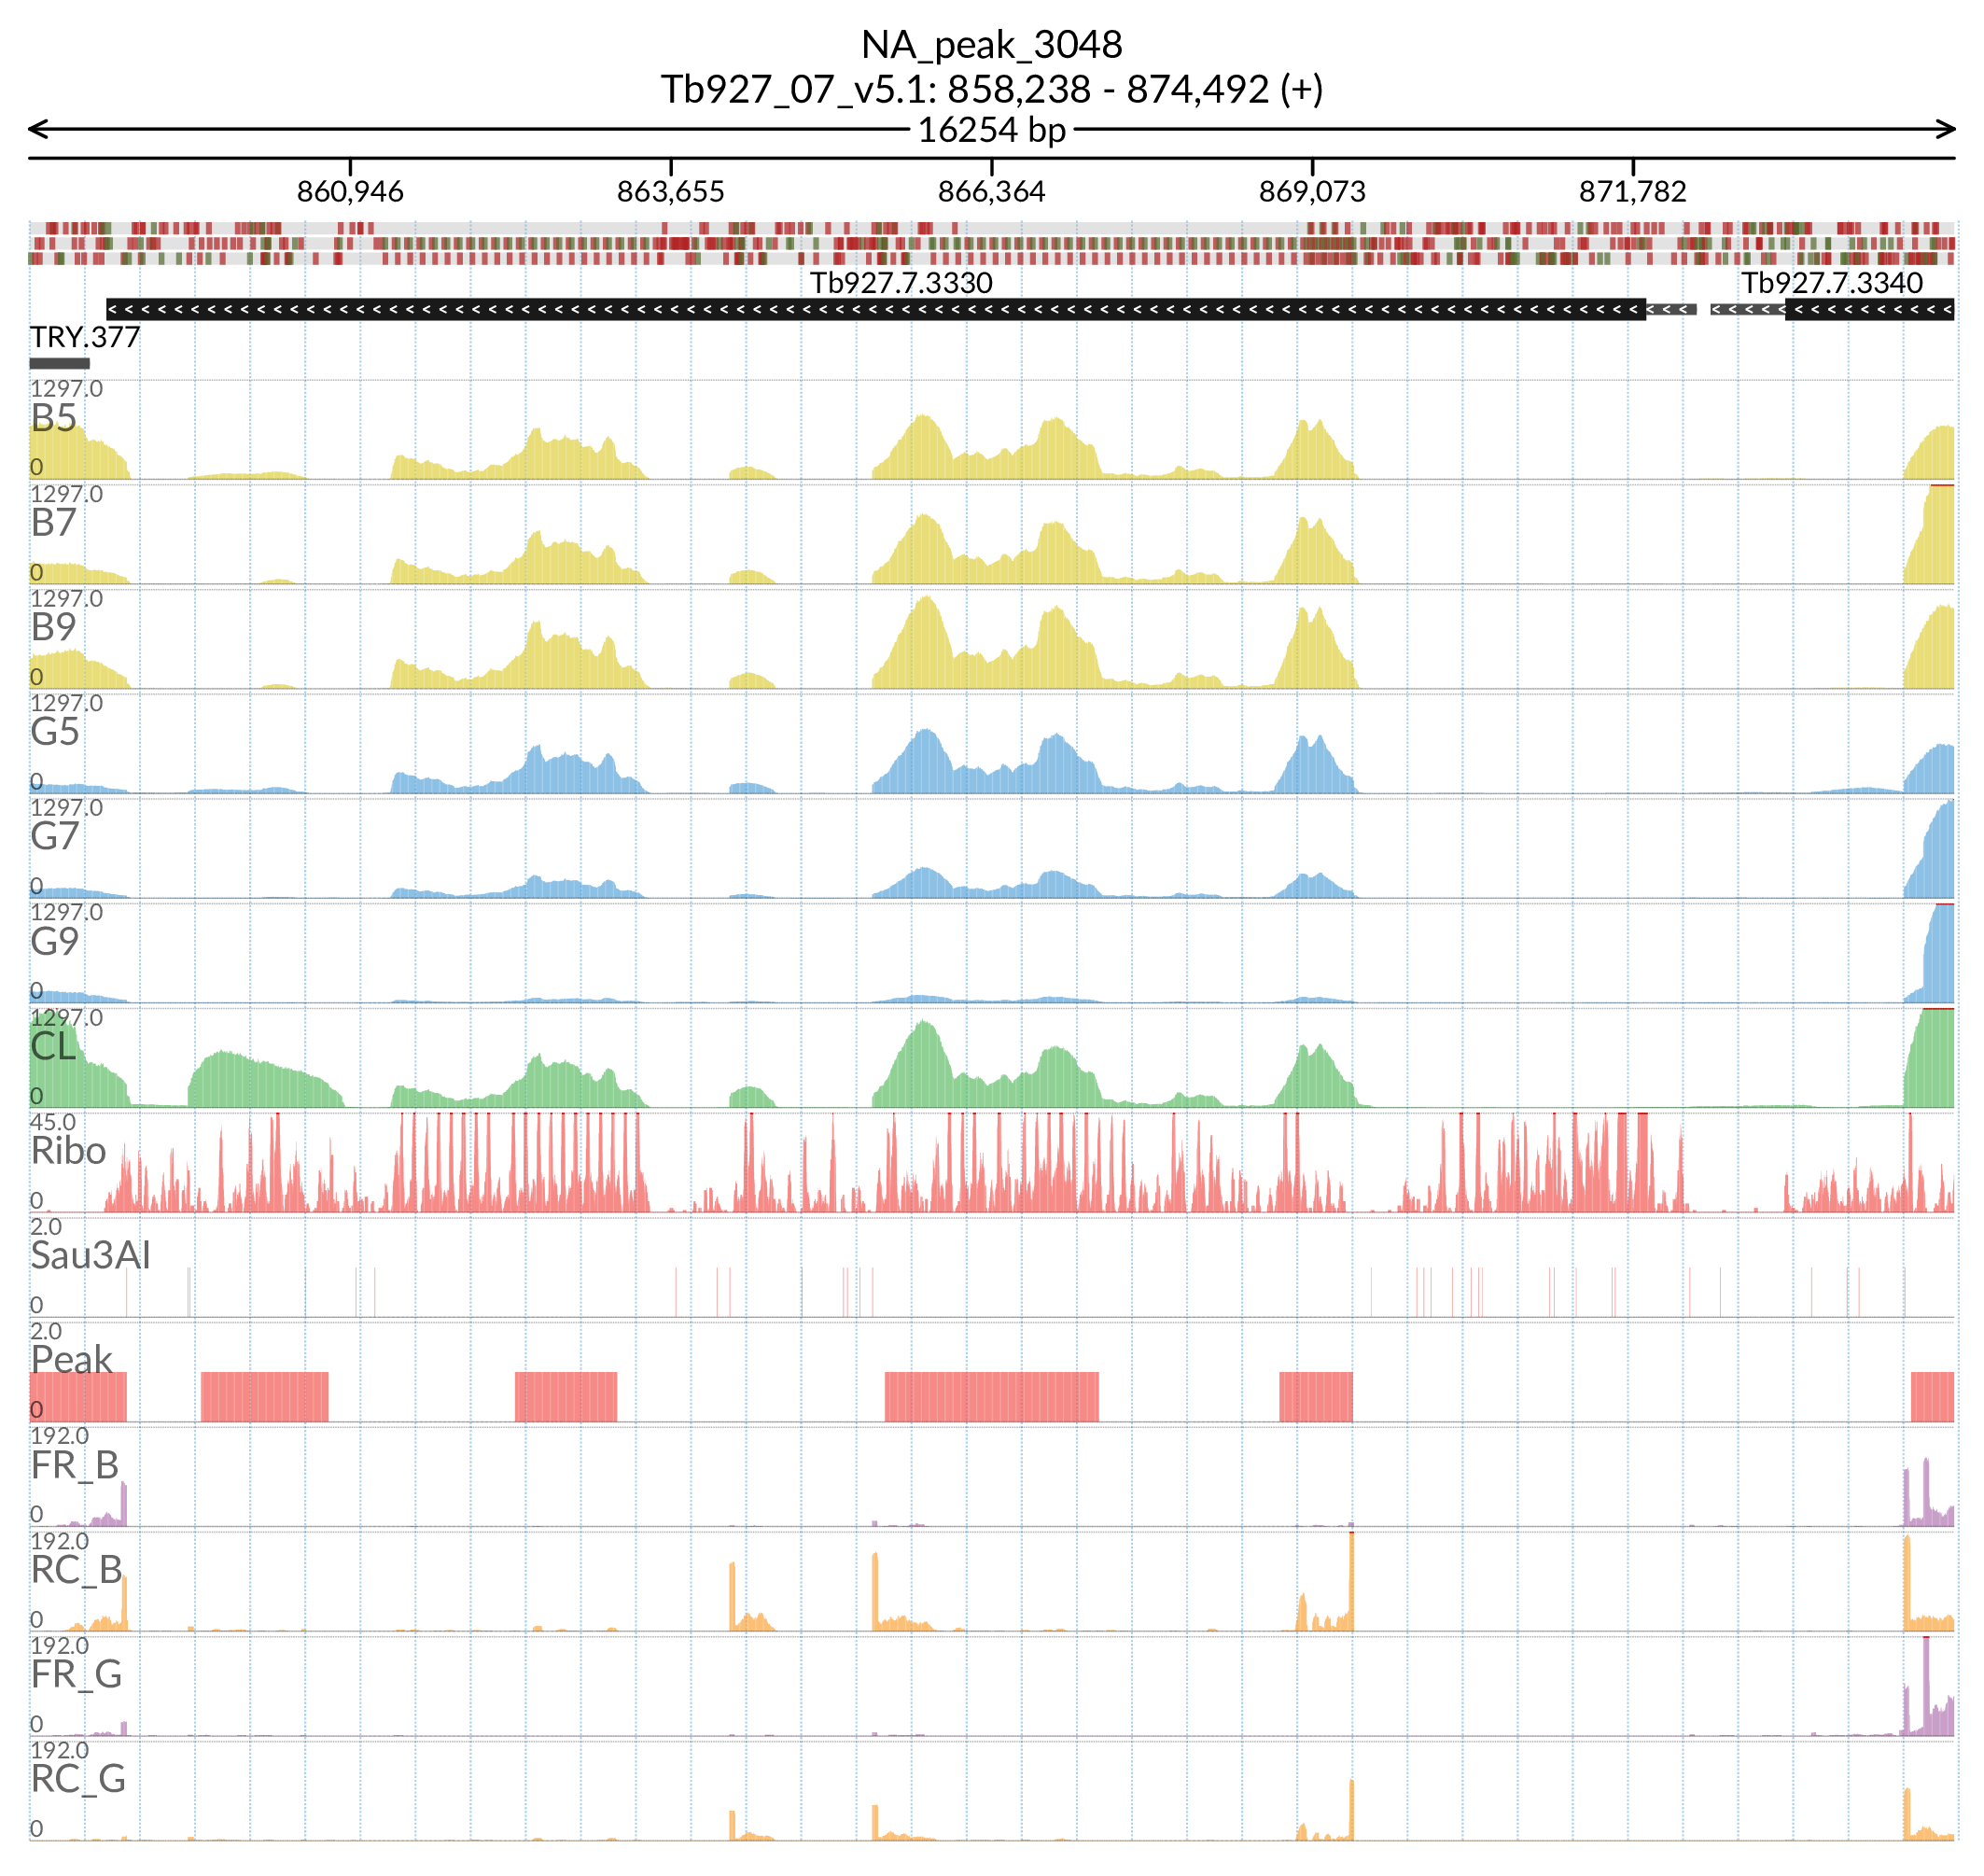 NA_peak_3048
Tb927_07_v5.1: 858,238 - 874,492 (+)
16254 bp
860,946 863,655 866,364 869,073 871,782
Tb927.7.3330 Tb927.7.3340
TRY.377
1297.0
B5
0
1297.0
B7
0
1297.0
B9
0
1297.0
G5
0
1297.0
G7
0
1297.0
G9
0
1297.0
CL
0
45.0
Ribo
0
2.0
Sau3AI
0
2.0
Peak
0
192.0
FR_B
0
192.0
RC_B
0
192.0
FR_G
0
192.0
RC_G
0